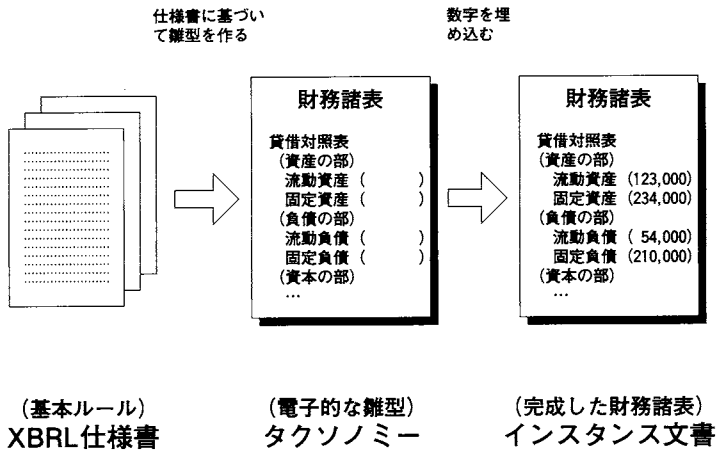 仕様書に基づい
て雛型を作る
数字を埋
め込む
財務諸表
貸借対照表
(資産の部)
流動資産 (　　　)
固定資産 (　　　)
(負債の部)
流動負債 (　　　)
固定負債 (　　　)
(資本の部)
…
財務諸表
貸借対照表
(資産の部)
流動資産 (123,000)
固定資産 (234,000)
(負債の部)
流動負債 ( 54,000)
固定負債 (210,000)
(資本の部)
…
(基本ルール)
XBRL仕様書
(電子的な雛型)
タクソノミー
(完成した財務諸表)
インスタンス文書